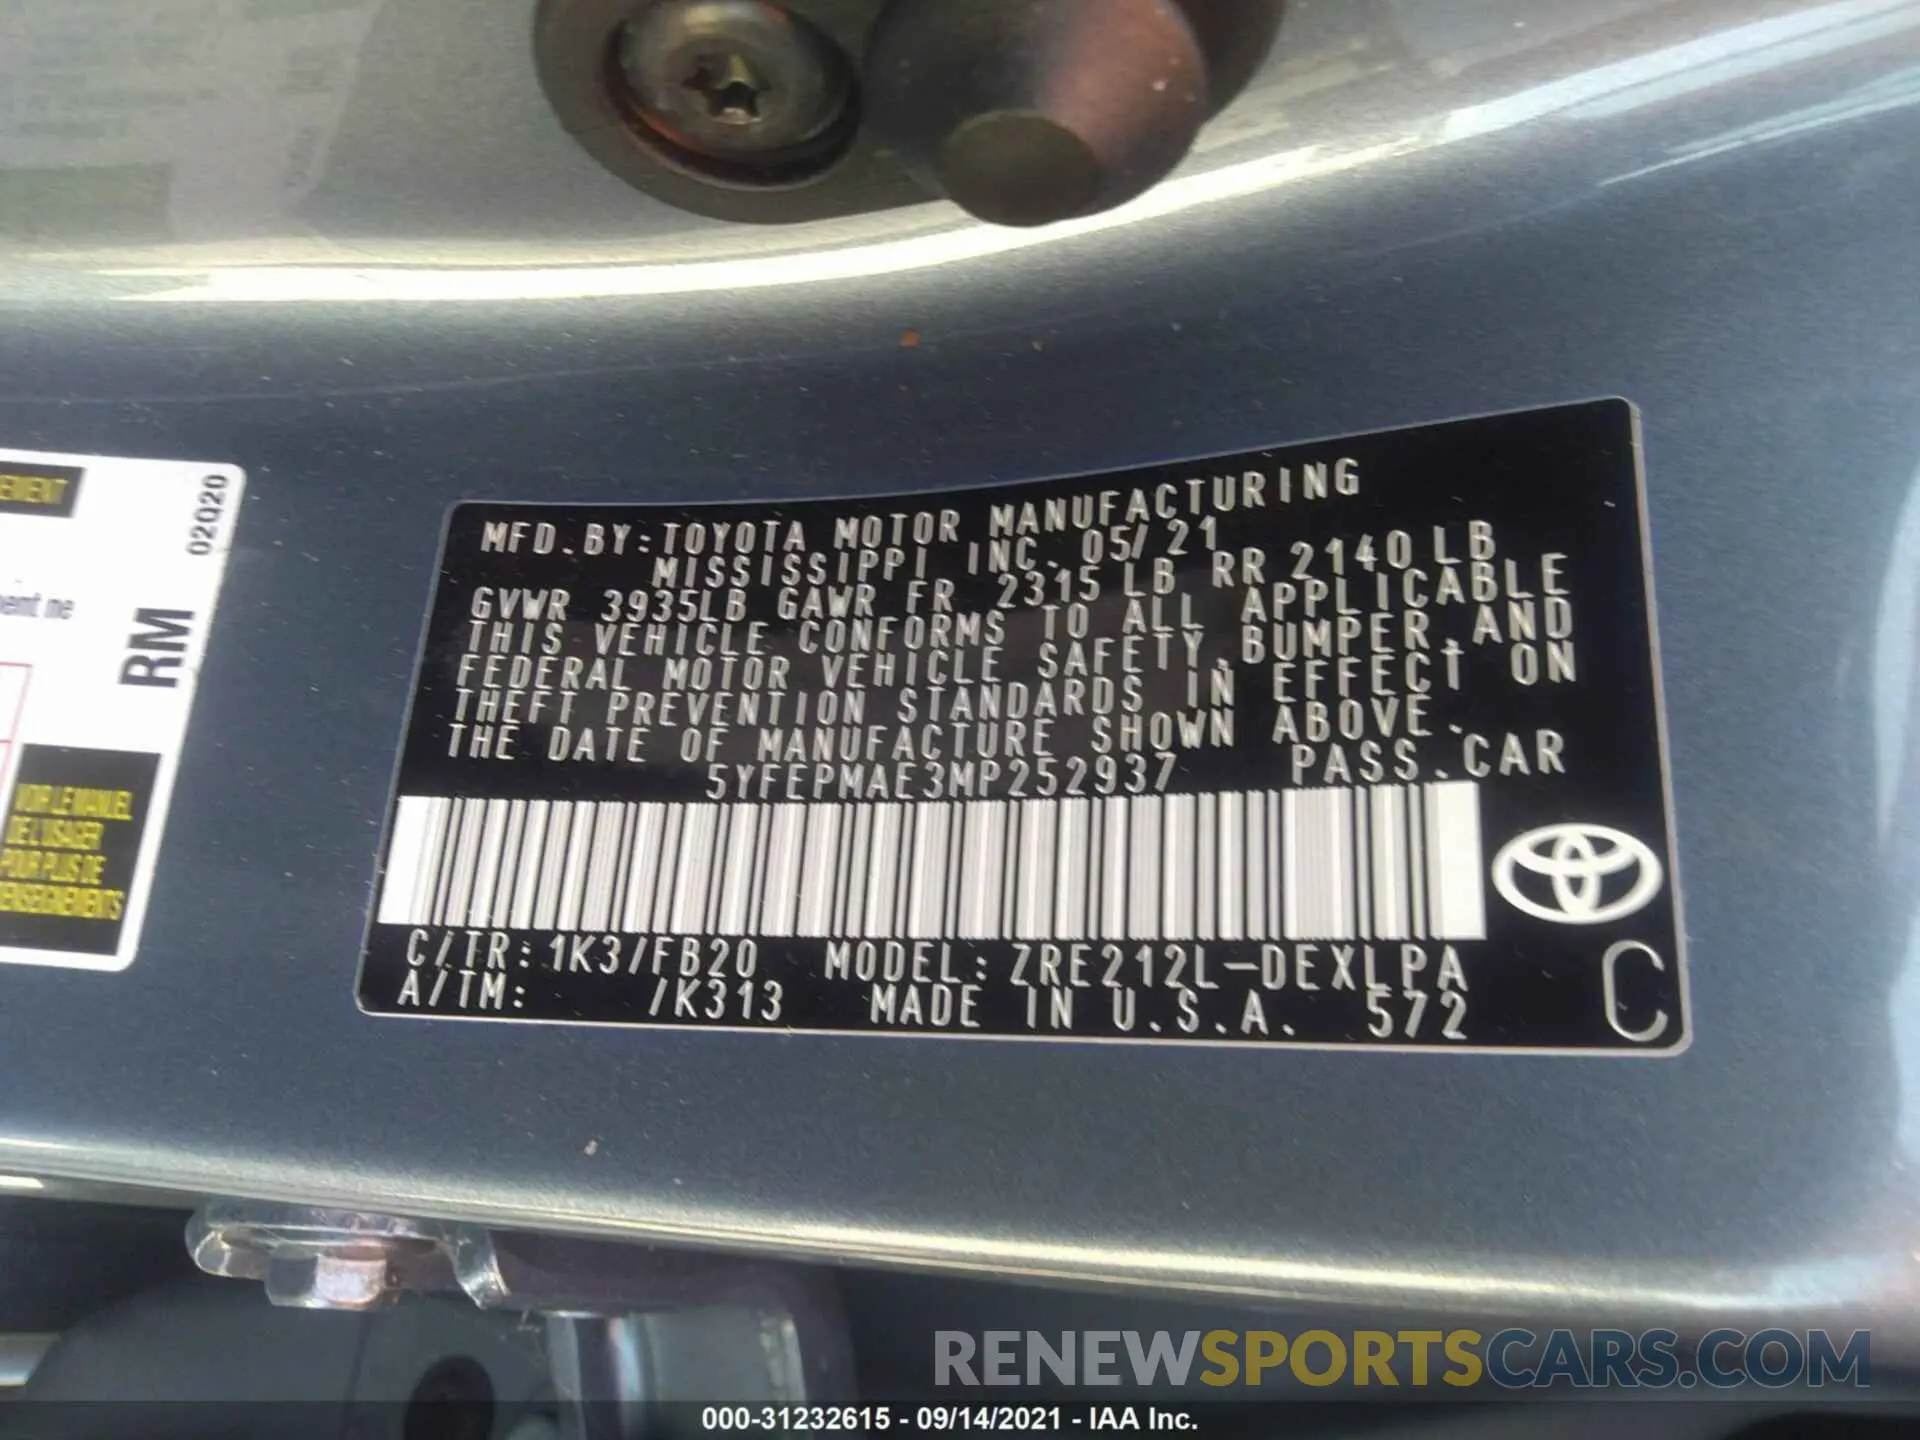 EMENT
02020
ent ne
RM
VOIR LE MANUEL
DE L'USAGER
POUR PLUS DE
RENSEIGNEMENTS
MFD.BY:TOYOTA MOTOR MANUFACTURING
MISSISSIPPI INC. 05/21
GVWR 3935LB GAWR FR 2315 LB RR 2140 LB
THIS VEHICLE CONFORMS TO ALL APPLICABLE
FEDERAL MOTOR VEHICLE SAFETY,BUMPER,AND
THEFT PREVENTION STANDARDS IN EFFECT ON
THE DATE OF MANUFACTURE SHOWN ABOVE.
5YFEPMAE3MP252937 PASS.CAR
C/TR:1K3/FB20 MODEL:ZRE212L-DEXLPA
A/TM: /K313 MADE IN U.S.A. 572
C
RENEWSPORTSCARS.COM
000-31232615 - 09/14/2021 - IAA Inc.